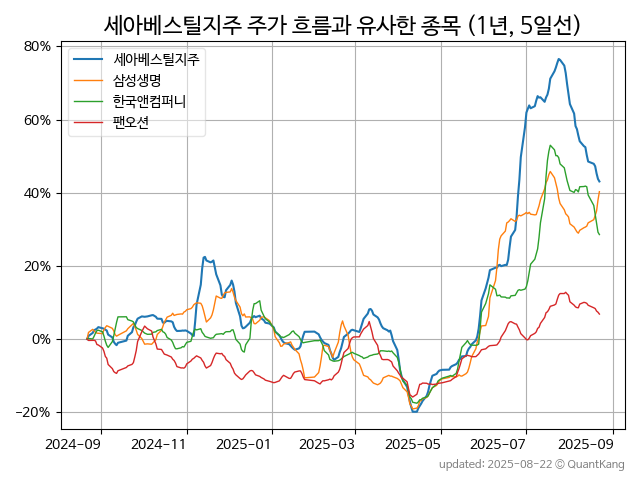 세아베스틸지주 주가 흐름과 유사한 종목 (1년, 5일선)
80%
60%
40%
20%
0%
−20%
세아베스틸지주
삼성생명
한국앤컴퍼니
팬오션
2024-09
2024-11
2025-01
2025-03
2025-05
2025-07
2025-09
updated: 2025-08-22 © QuantKang